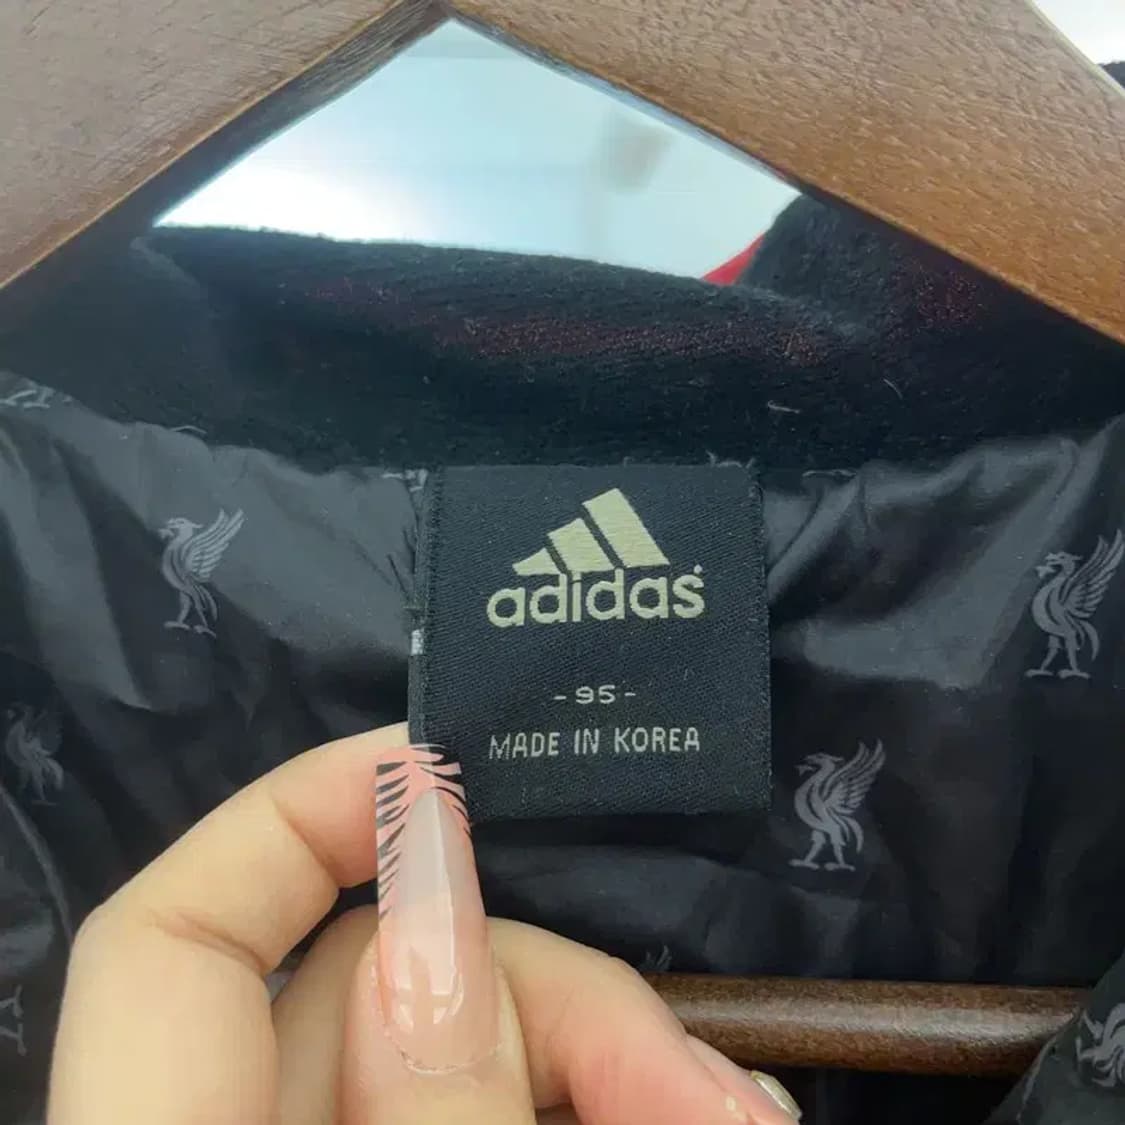 adidas
-95-
MADE IN KOREA